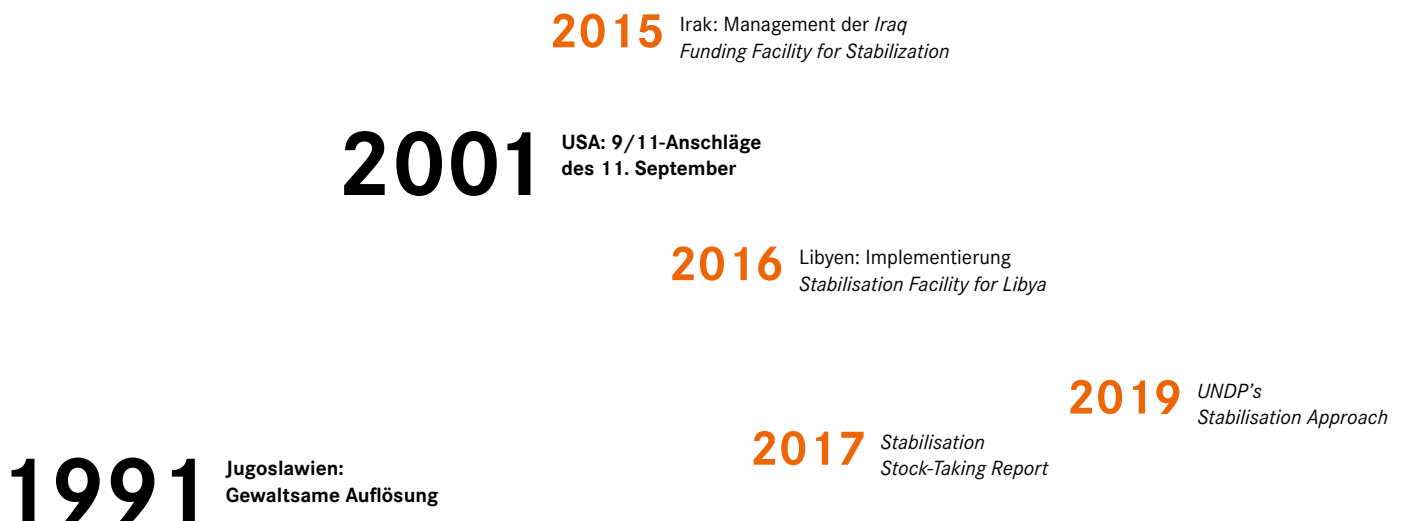 2015 Irak: Management der Iraq
Funding Facility for Stabilization
2001 USA: 9/11-Anschläge
des 11. September
2016 Libyen: Implementierung
Stabilisation Facility for Libya
2019 UNDP’s
Stabilisation Approach
2017 Stabilisation
Stock-Taking Report
1991 Jugoslawien:
Gewaltsame Auflösung